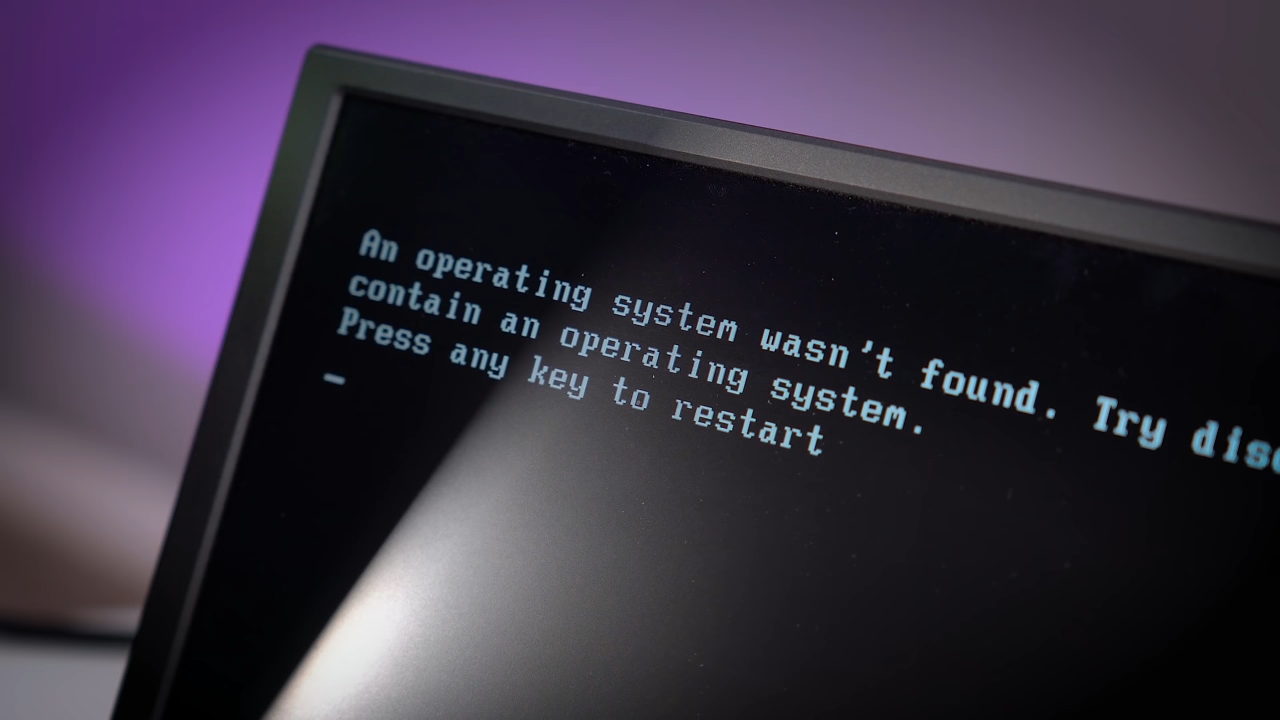 An operating system wasn't found. Try
contain an operating system.
Press any key to restart